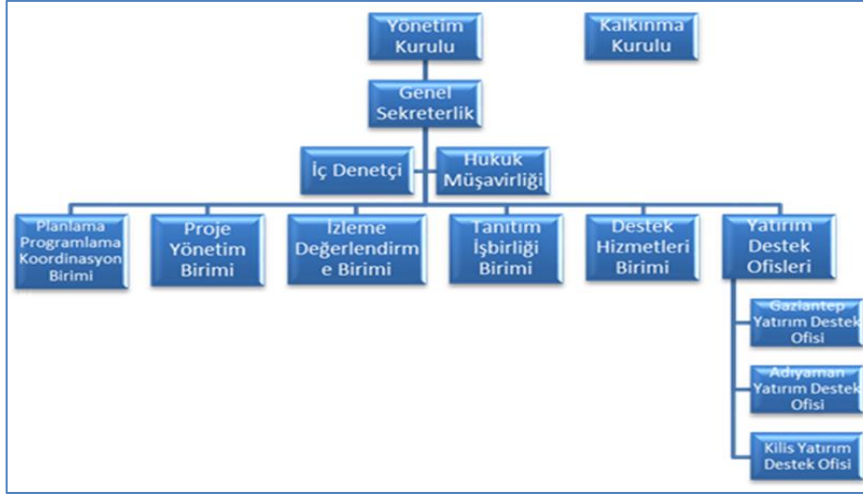 Yönetim
Kurulu
Kalkınma
Kurulu
Genel
Sekreterlik
İç Denetçi
Hukuk
Müşavirliği
Planlama
Programlama
Koordinasyon
Birimi
Proje
Yönetim
Birimi
İzleme
Değerlendirm
e Birimi
Tanıtım
İşbirliği
Birimi
Destek
Hizmetleri
Birimi
Yatırım
Destek
Ofisleri
Gaziantep
Yatırım Destek
Ofisi
Adıyaman
Yatırım Destek
Ofisi
Kilis Yatırım
Destek Ofisi